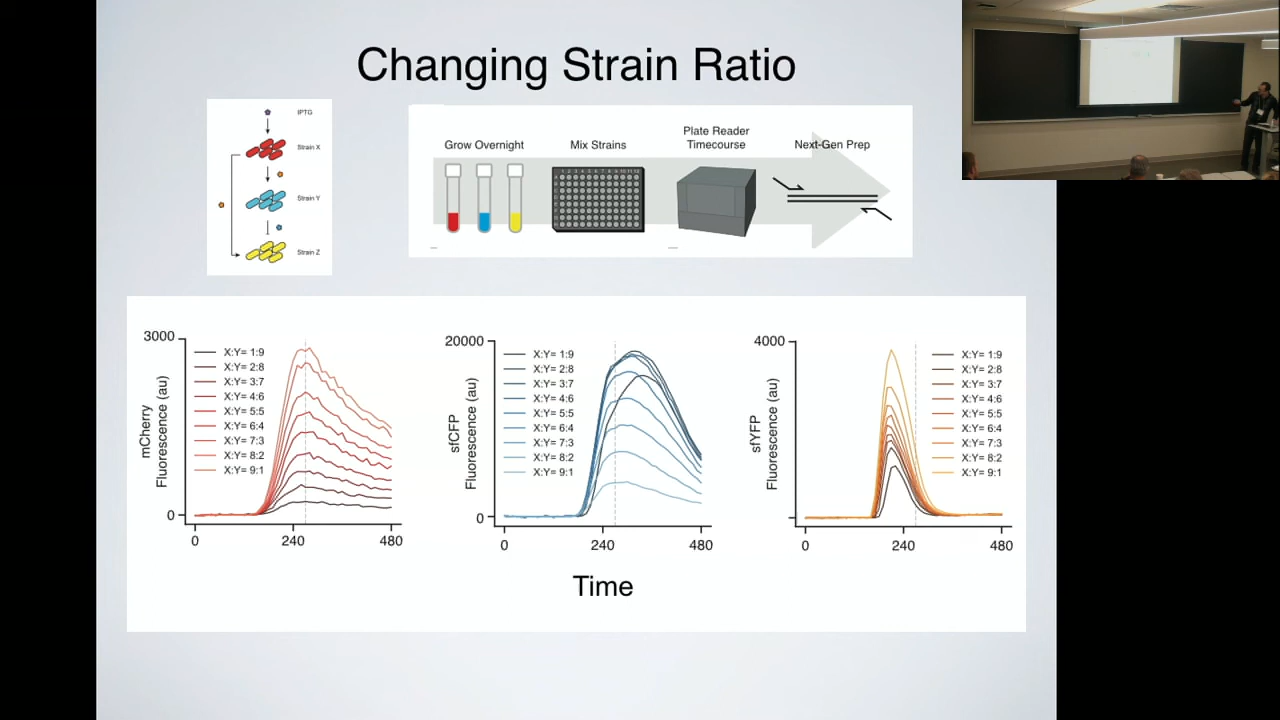 Changing Strain Ratio
IPTG
Strain X
Strain Y
Strain Z
Grow Overnight
Mix Strains
Plate Reader
Timecourse
Next-Gen Prep
mCherry
Fluorescence (au)
3000
0
0
240
480
X:Y= 1:9
X:Y= 2:8
X:Y= 3:7
X:Y= 4:6
X:Y= 5:5
X:Y= 6:4
X:Y= 7:3
X:Y= 8:2
X:Y= 9:1
sfCFP
Fluorescence (au)
20000
0
0
240
480
X:Y= 1:9
X:Y= 2:8
X:Y= 3:7
X:Y= 4:6
X:Y= 5:5
X:Y= 6:4
X:Y= 7:3
X:Y= 8:2
X:Y= 9:1
sfYFP
Fluorescence (au)
4000
0
240
480
X:Y= 1:9
X:Y= 2:8
X:Y= 3:7
X:Y= 4:6
X:Y= 5:5
X:Y= 6:4
X:Y= 7:3
X:Y= 8:2
X:Y= 9:1
Time